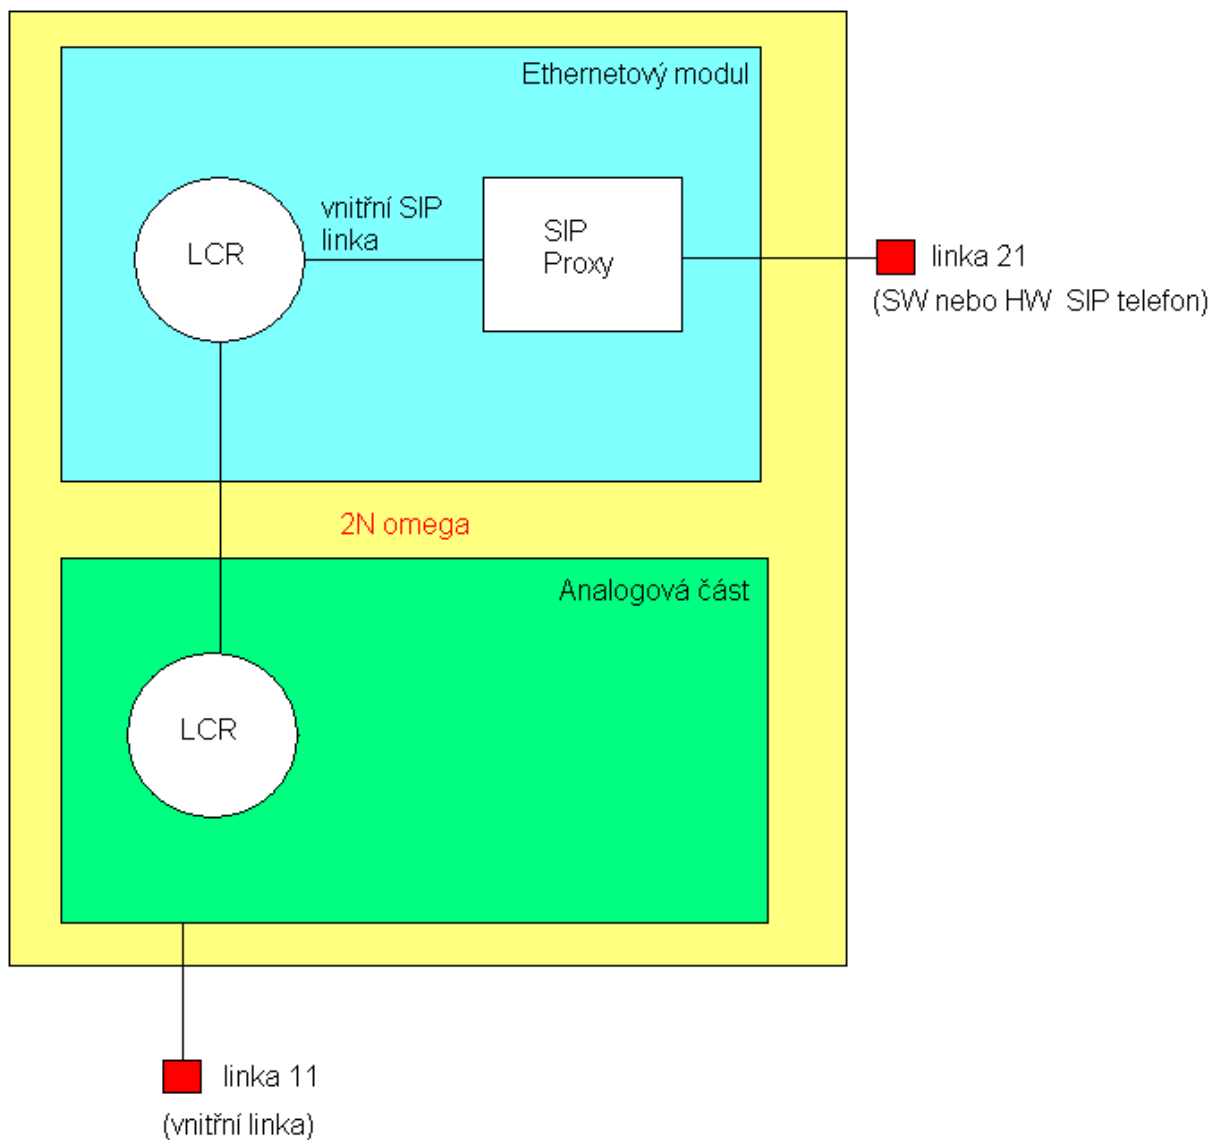 Ethernetový modul
vnitřní SIP
linka
LCR
SIP
Proxy
linka 21
(SW nebo HW SIP telefon)
2N omega
Analogová část
LCR
linka 11
(vnitřní linka)